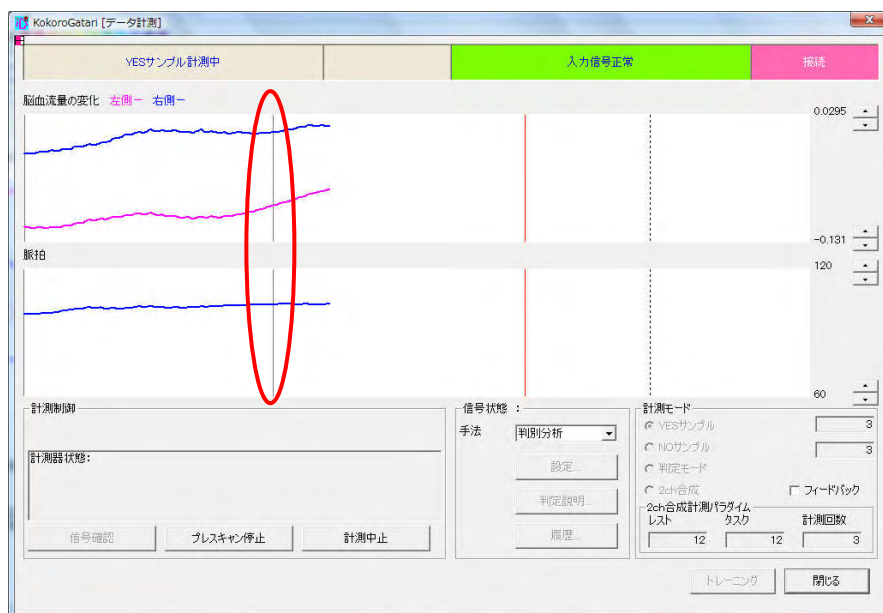 KokoroGatari [データ計測]
YESサンプル計測中
入力信号正常
接続
脳血流量の変化 左側ー 右側ー
0.0295
-0.131
脈拍
120
60
計測制御
計測器状態:
信号確認
プレスキャン停止
計測中止
信号状態 :
手法
判別分析
設定...
判定説明...
履歴...
計測モード
YESサンプル
3
NOサンプル
3
判定モード
2ch合成
フィードバック
2ch合成計測パラダイム
レスト タスク 計測回数
12 12 3
トレーニング
閉じる